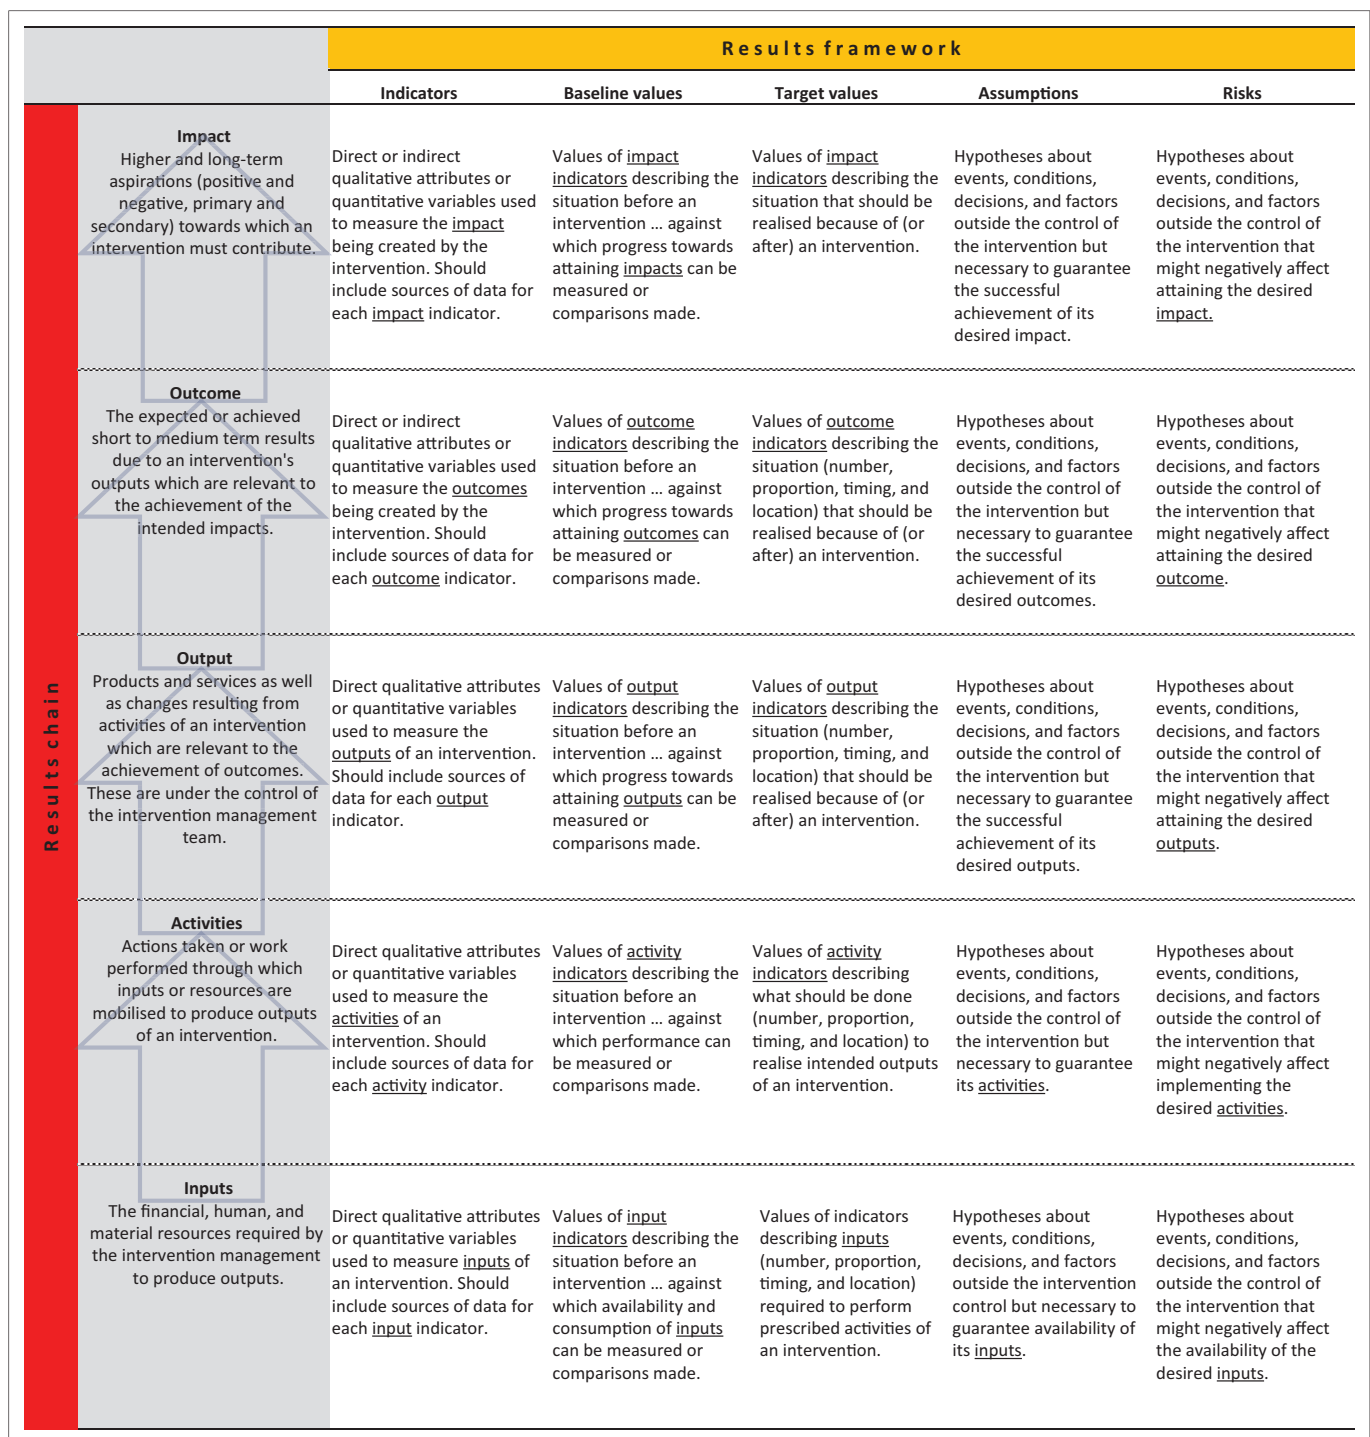 Results framework
Indicators
Baseline values
Target values
Assumptions
Risks
Results chain
Impact
Higher and long-term
aspirations (positive and
negative, primary and
secondary) towards which an
intervention must contribute.
Direct or indirect
qualitative attributes or
quantitative variables used
to measure the impact
being created by the
intervention. Should
include sources of data for
each impact indicator.
Values of impact
indicators describing the
situation before an
intervention ... against
which progress towards
attaining impacts can be
measured or
comparisons made.
Values of impact
indicators describing the
situation that should be
realised because of (or
after) an intervention.
Hypotheses about
events, conditions,
decisions, and factors
outside the control of
the intervention but
necessary to guarantee
the successful
achievement of its
desired impact.
Hypotheses about
events, conditions,
decisions, and factors
outside the control of
the intervention that
might negatively affect
attaining the desired
impact.
Outcome
The expected or achieved
short to medium term results
due to an intervention's
outputs which are relevant to
the achievement of the
intended impacts.
Direct or indirect
qualitative attributes or
quantitative variables used
to measure the outcomes
being created by the
intervention. Should
include sources of data for
each outcome indicator.
Values of outcome
indicators describing the
situation before an
intervention ... against
which progress towards
attaining outcomes can
be measured or
comparisons made.
Values of outcome
indicators describing the
situation (number,
proportion, timing, and
location) that should be
realised because of (or
after) an intervention.
Hypotheses about
events, conditions,
decisions, and factors
outside the control of
the intervention but
necessary to guarantee
the successful
achievement of its
desired outcomes.
Hypotheses about
events, conditions,
decisions, and factors
outside the control of
the intervention that
might negatively affect
attaining the desired
outcome.
Output
Products and services as well
as changes resulting from
activities of an intervention
which are relevant to the
achievement of outcomes.
These are under the control of
the intervention management
team.
Direct qualitative attributes
or quantitative variables
used to measure the
outputs of an intervention.
Should include sources of
data for each output
indicator.
Values of output
indicators describing the
situation before an
intervention ... against
which progress towards
attaining outputs can be
measured or
comparisons made.
Values of output
indicators describing the
situation (number,
proportion, timing, and
location) that should be
realised because of (or
after) an intervention.
Hypotheses about
events, conditions,
decisions, and factors
outside the control of
the intervention but
necessary to guarantee
the successful
achievement of its
desired outputs.
Hypotheses about
events, conditions,
decisions, and factors
outside the control of
the intervention that
might negatively affect
attaining the desired
outputs.
Activities
Actions taken or work
performed through which
inputs or resources are
mobilised to produce outputs
of an intervention.
Direct qualitative attributes
or quantitative variables
used to measure the
activities of an
intervention. Should
include sources of data for
each activity indicator.
Values of activity
indicators describing the
situation before an
intervention ... against
which performance can
be measured or
comparisons made.
Values of activity
indicators describing
what should be done
(number, proportion,
timing, and location) to
realise intended outputs
of an intervention.
Hypotheses about
events, conditions,
decisions, and factors
outside the control of
the intervention but
necessary to guarantee
its activities.
Hypotheses about
events, conditions,
decisions, and factors
outside the control of
the intervention that
might negatively affect
implementing the
desired activities.
Inputs
The financial, human, and
material resources required by
the intervention management
to produce outputs.
Direct qualitative attributes
or quantitative variables
used to measure inputs of
an intervention. Should
include sources of data for
each input indicator.
Values of input
indicators describing the
situation before an
intervention ... against
which availability and
consumption of inputs
can be measured or
comparisons made.
Values of indicators
describing inputs
(number, proportion,
timing, and location)
required to perform
prescribed activities of
an intervention.
Hypotheses about
events, conditions,
decisions, and factors
outside the intervention
control but necessary to
guarantee availability of
its inputs.
Hypotheses about
events, conditions,
decisions, and factors
outside the control of
the intervention that
might negatively affect
the availability of the
desired inputs.